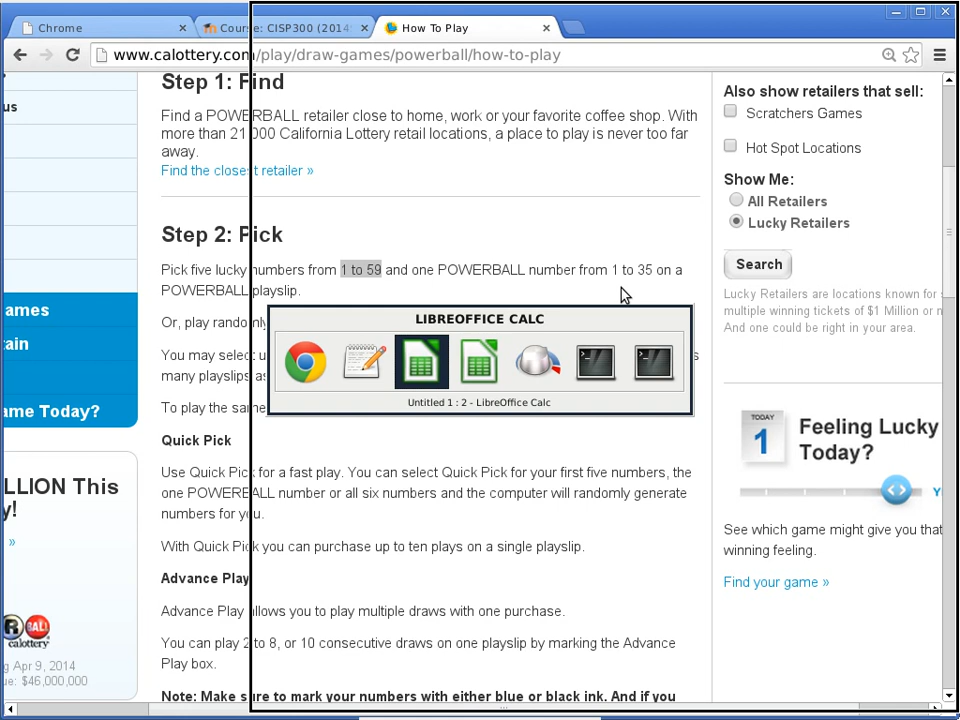 Chrome
Course: CISP300 (2014
How To Play
www.calottery.com/play/draw-games/powerball/how-to-play
us
ames
ain
ame Today?
LLION This
y!
»
calottery
g Apr 9, 2014
ue: $46,000,000
Step 1: Find
Find a POWERBALL retailer close to home, work or your favorite coffee shop. With
more than 21,000 California Lottery retail locations, a place to play is never too far
away.
Find the closest retailer »
Step 2: Pick
Pick five lucky numbers from 1 to 59 and one POWERBALL number from 1 to 35 on a
POWERBALL playslip.
Or, play randomly
You may select u
s
many playslips as
To play the same
LIBREOFFICE CALC
Untitled 1 : 2 - LibreOffice Calc
Quick Pick
Use Quick Pick for a fast play. You can select Quick Pick for your first five numbers, the
one POWERBALL number or all six numbers and the computer will randomly generate
numbers for you.
With Quick Pick you can purchase up to ten plays on a single playslip.
Advance Play
Advance Play allows you to play multiple draws with one purchase.
You can play 2 to 8, or 10 consecutive draws on one playslip by marking the Advance
Play box.
Note: Make sure to mark your numbers with either blue or black ink. And if you
Also show retailers that sell:
Scratchers Games
Hot Spot Locations
Show Me:
All Retailers
Lucky Retailers
Search
Lucky Retailers are locations known for s
multiple winning tickets of $1 Million or n
And one could be right in your area.
TODAY
1
Feeling Lucky
Today?
Y
See which game might give you that
winning feeling.
Find your game »